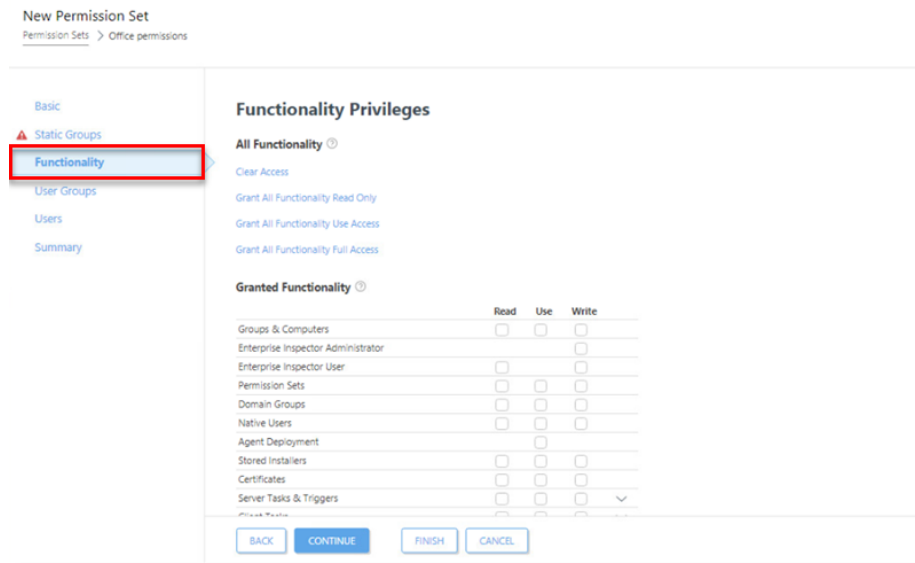 New Permission Set
Permission Sets > Office permissions
Basic
Static Groups
Functionality
User Groups
Users
Summary
Functionality Privileges
All Functionality ?
Clear Access
Grant All Functionality Read Only
Grant All Functionality Use Access
Grant All Functionality Full Access
Granted Functionality ?
Read Use Write
Groups & Computers
Enterprise Inspector Administrator
Enterprise Inspector User
Permission Sets
Domain Groups
Native Users
Agent Deployment
Stored Installers
Certificates
Server Tasks & Triggers
Client Tasks
BACK CONTINUE FINISH CANCEL